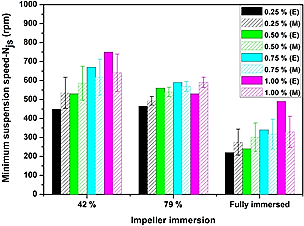 Minimum suspension speed-Njs (rpm)
1000
900
800
700
600
500
400
300
200
100
0
0.25 % (E)
0.25 % (M)
0.50 % (E)
0.50 % (M)
0.75 % (E)
0.75 % (M)
1.00 % (E)
1.00 % (M)
42 %
79 %
Fully immersed
Impeller immersion